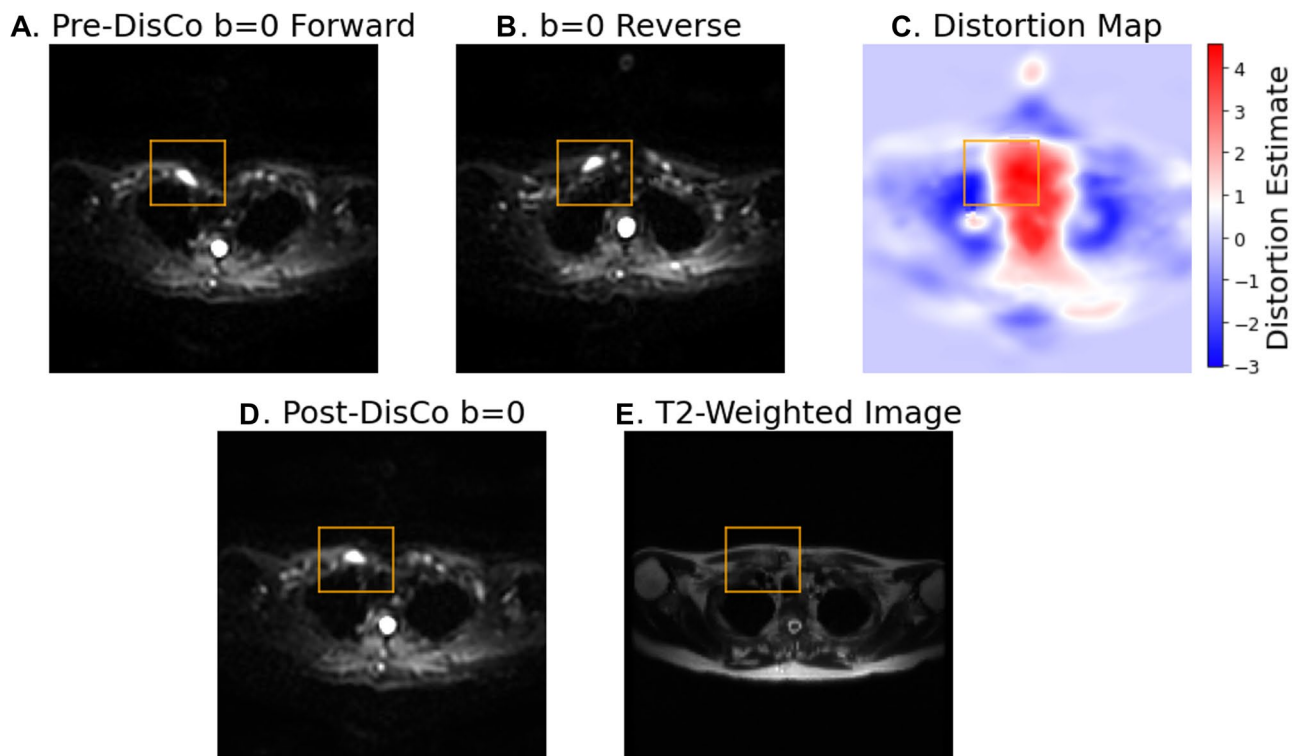 A. Pre-DisCo b=0 Forward
B. b=0 Reverse
C. Distortion Map
4
3
2
1
0
−1
−2
−3
Distortion Estimate
D. Post-DisCo b=0
E. T2-Weighted Image